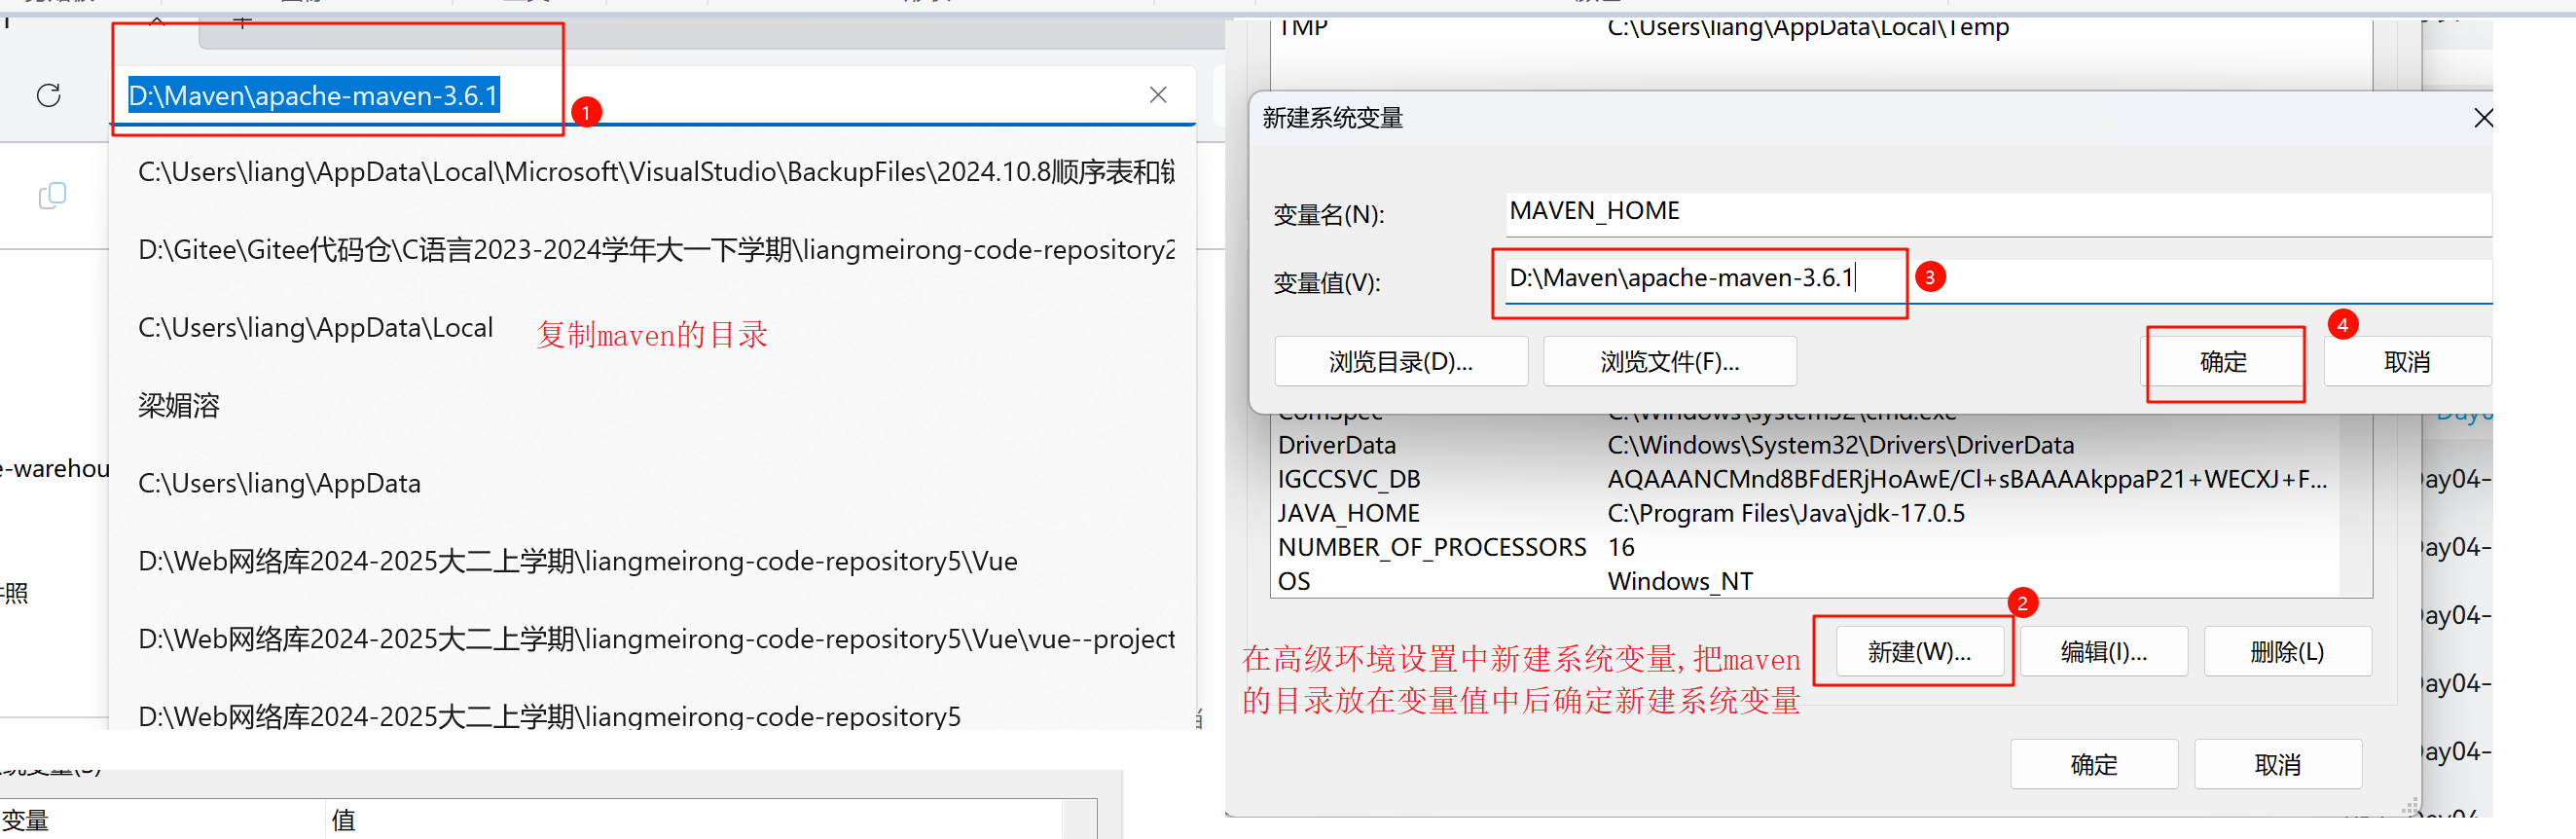 D:\Maven\apache-maven-3.6.1
1
C:\Users\liang\AppData\Local\Microsoft\VisualStudio\BackupFiles\2024.10.8顺序表和
D:\Gitee\Gitee代码仓\C语言2023-2024学年大一下学期\liangmeirong-code-repository2
C:\Users\liang\AppData\Local
复制maven的目录
梁媚溶
C:\Users\liang\AppData
e-warehou
D:\Web网络库2024-2025大二上学期\liangmeirong-code-repository5\Vue
照
D:\Web网络库2024-2025大二上学期\liangmeirong-code-repository5\Vue\vue--project
D:\Web网络库2024-2025大二上学期\liangmeirong-code-repository5
变量
值
TMP C:\Users\liang\AppData\Local\Temp
新建系统变量
变量名(N): MAVEN_HOME
变量值(V): D:\Maven\apache-maven-3.6.1
3
4
浏览目录(D)... 浏览文件(F)... 确定 取消
ComSpec C:\Windows\system32\cmd.exe
DriverData C:\Windows\System32\Drivers\DriverData
IGCCSVC_DB AQAAANCMnd8BFdERjHoAwE/Cl+sBAAAAkppaP21+WECXJ+F...
JAVA_HOME C:\Program Files\Java\jdk-17.0.5
NUMBER_OF_PROCESSORS 16
OS Windows_NT
2
新建(W)... 编辑(I)... 删除(L)
在高级环境设置中新建系统变量,把maven
的目录放在变量值中后确定新建系统变量
确定 取消
Day04-
Day04-
Day04-
Day04-
Day04-